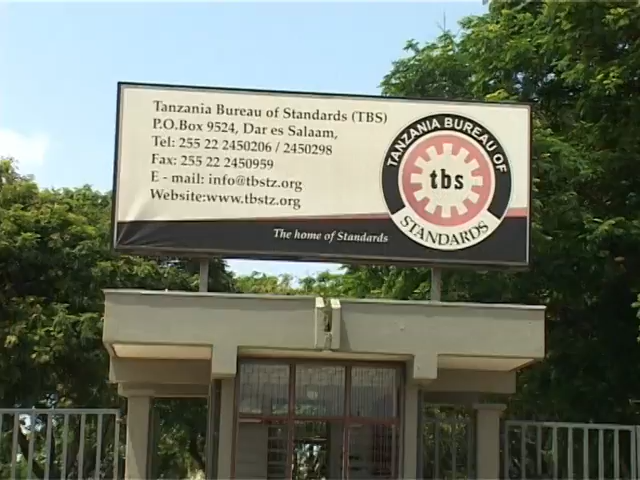 Tanzania Bureau of Standards (TBS)
P.O.Box 9524, Dar es Salaam,
Tel: 255 22 2450206 / 2450298
Fax: 255 22 2450959
E - mail: info@tbstz.org
Website:www.tbstz.org
The home of Standards
TANZANIA BUREAU OF
tbs
STANDARDS